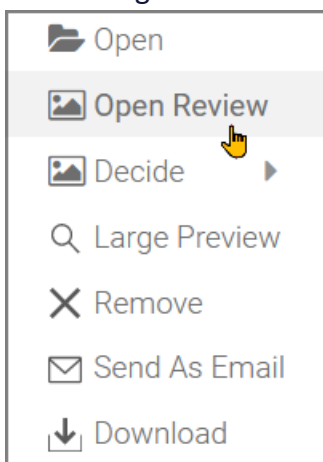 Open
Open Review
Decide
Large Preview
Remove
Send As Email
Download